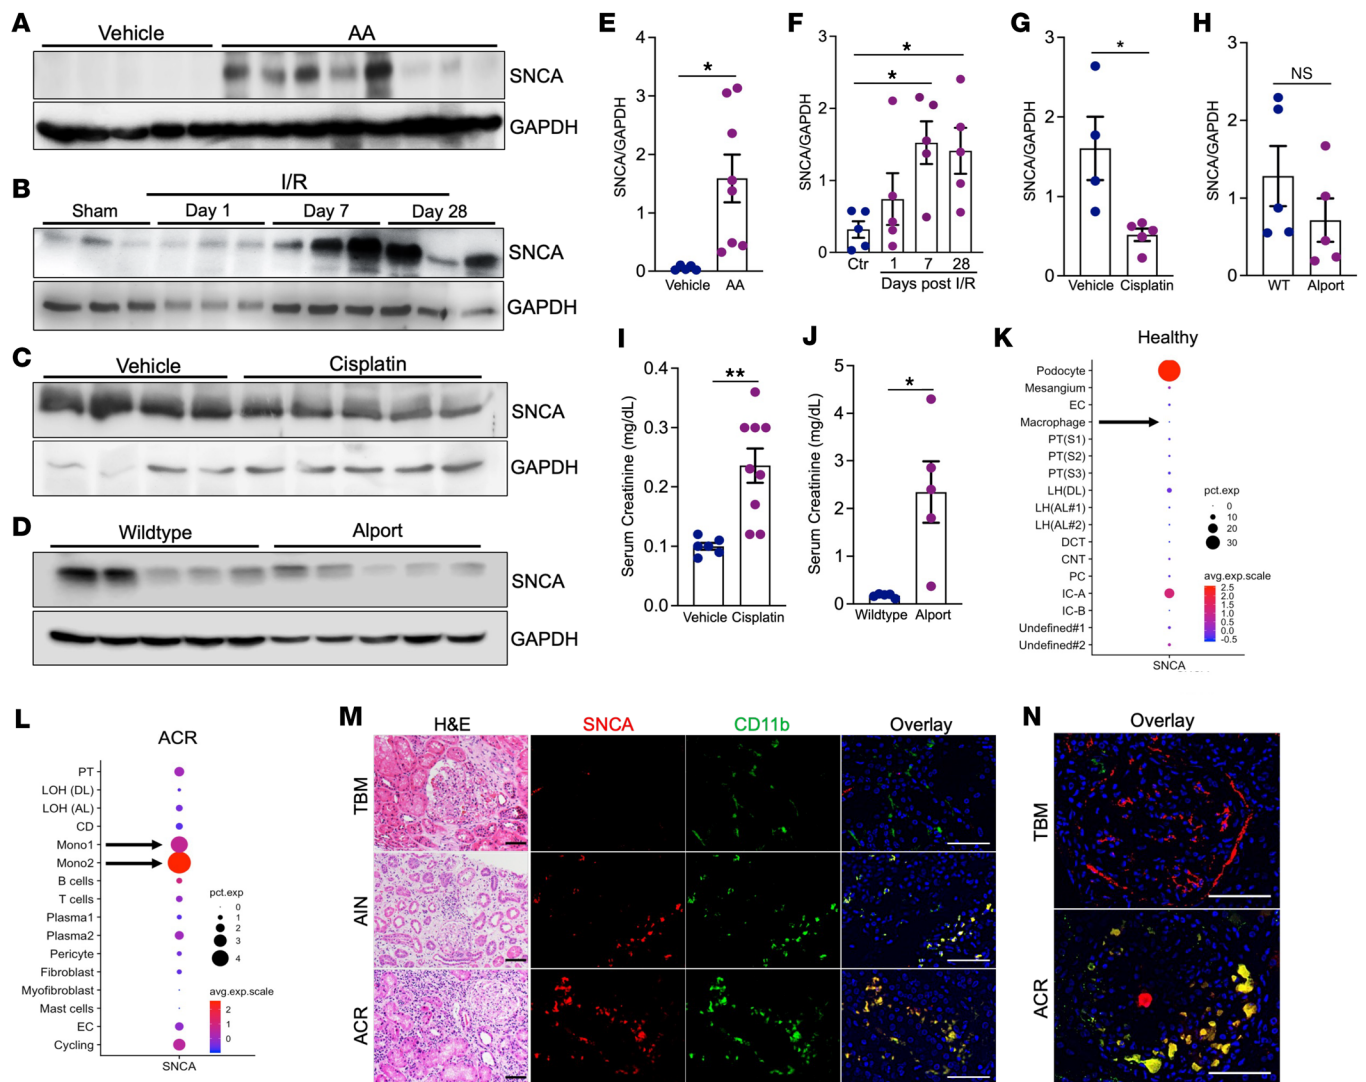 A
Vehicle
AA
SNCA
GAPDH
B
I/R
Sham
Day 1
Day 7
Day 28
SNCA
GAPDH
C
Vehicle
Cisplatin
SNCA
GAPDH
D
Wildtype
Alport
SNCA
GAPDH
E
4
3
2
1
0
SNCA/GAPDH
*
Vehicle
AA
F
3
2
1
0
SNCA/GAPDH
*
*
Ctr
1
7
28
Days post I/R
G
3
2
1
0
SNCA/GAPDH
*
Vehicle
Cisplatin
H
3
2
1
0
SNCA/GAPDH
NS
WT
Alport
I
0.4
0.3
0.2
0.1
0.0
Serum Creatinine (mg/dL)
**
Vehicle
Cisplatin
J
5
4
3
2
1
0
Serum Creatinine (mg/dL)
*
Wildtype
Alport
K
Healthy
Podocyte
Mesangium
EC
Macrophage
PT(S1)
PT(S2)
PT(S3)
LH(DL)
LH(AL#1)
LH(AL#2)
DCT
CNT
PC
IC-A
IC-B
Undefined#1
Undefined#2
SNCA
pct.exp
0
10
20
30
avg.exp.scale
2.5
2.0
1.5
1.0
0.5
0.0
-0.5
L
ACR
PT
LOH (DL)
LOH (AL)
CD
Mono1
Mono2
B cells
T cells
Plasma1
Plasma2
Pericyte
Fibroblast
Myofibroblast
Mast cells
EC
Cycling
SNCA
pct.exp
0
1
2
3
4
avg.exp.scale
2
1
0
M
H&E
SNCA
CD11b
Overlay
TBM
AIN
ACR
N
Overlay
TBM
ACR